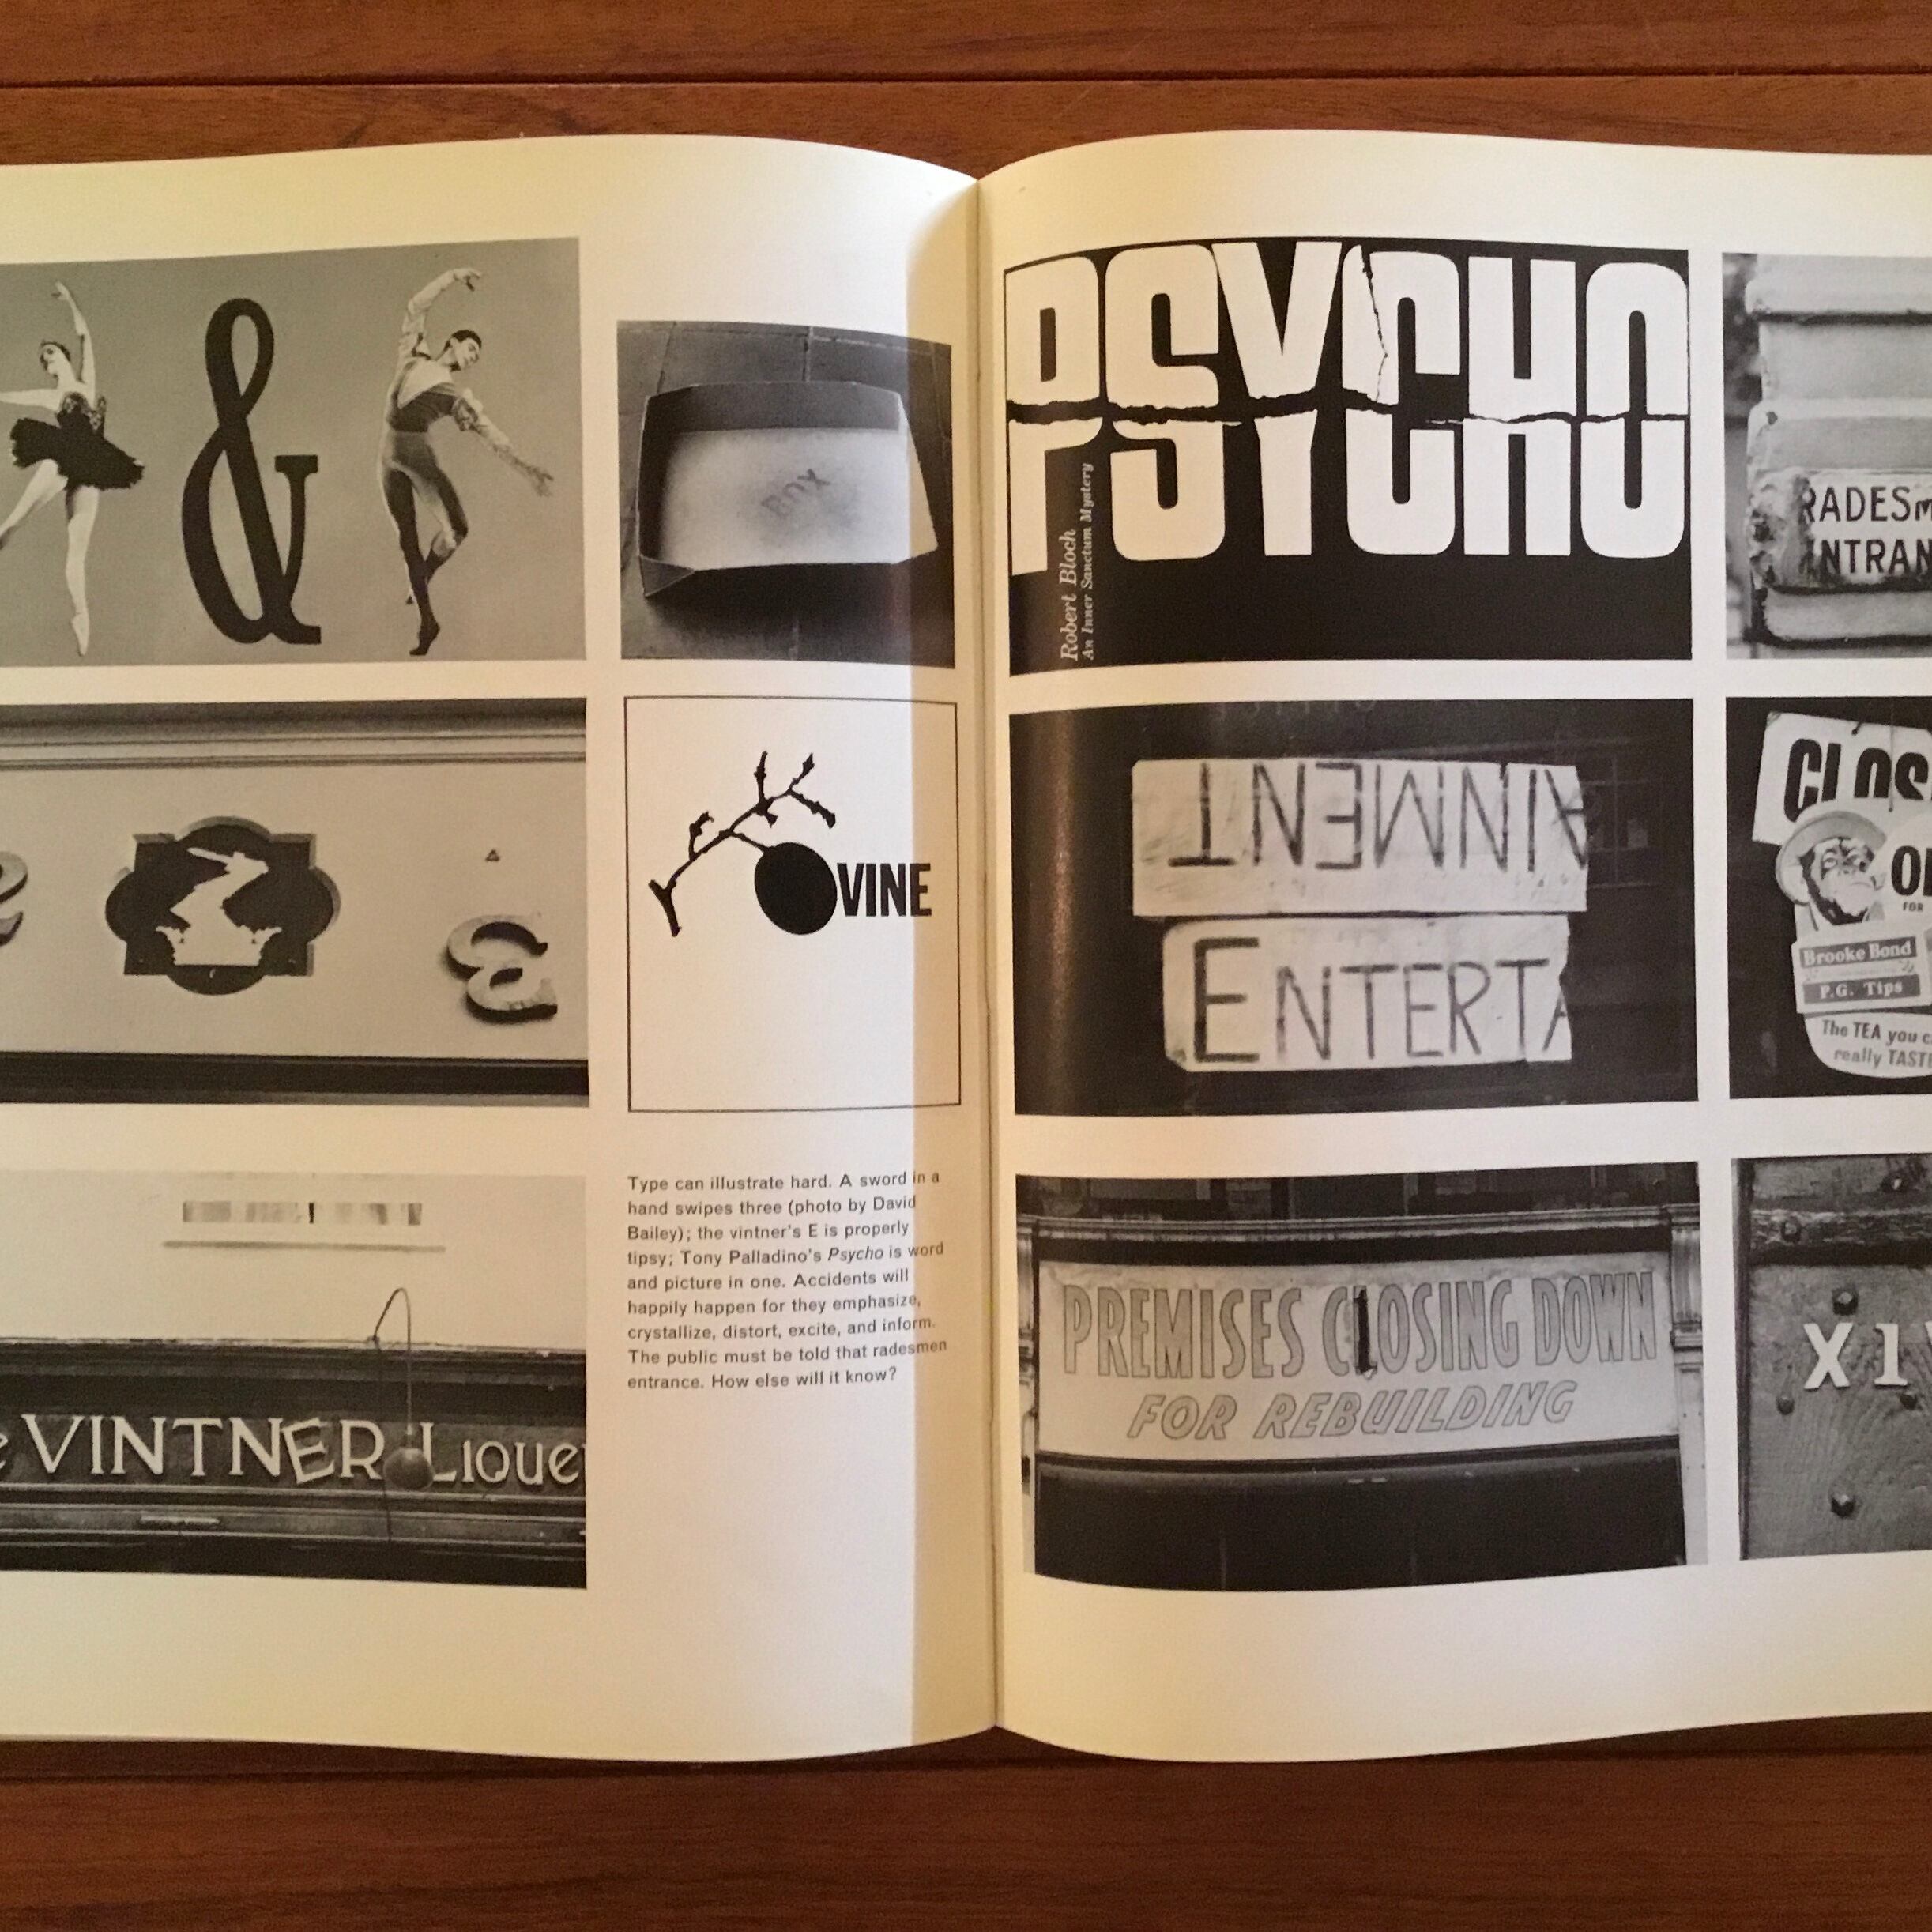 &
BOX
VINE
e VINTNER Lique
Type can illustrate hard. A sword in a
hand swipes three (photo by David
Bailey); the vintner's E is properly
tipsy; Tony Palladino's Psycho is word
and picture in one. Accidents will
happily happen for they emphasize,
crystallize, distort, excite, and inform.
The public must be told that radesmen
entrance. How else will it know?
PSYCHO
Robert Bloch
An Inner Sanctum Mystery
RADESM
NTRAN
AINMENT
ENTERTA
CLOS
FOR
Brooke Bond
P.G. Tips
The TEA you c
really TAST
PREMISES CLOSING DOWN
FOR REBUILDING
X1